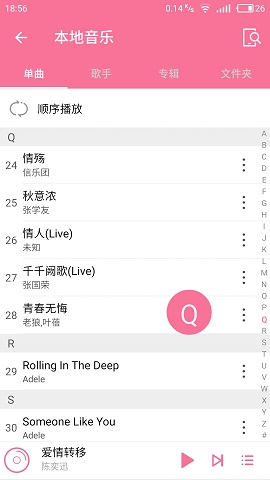 18:56 0.14 K/s 26
本地音乐
单曲 歌手 专辑 文件夹
顺序播放
Q
24 情殇
信乐团
25 秋意浓
张学友
26 情人(Live)
未知
27 千千阙歌(Live)
张国荣
28 青春无悔
老狼,叶蓓
Q
R
29 Rolling In The Deep
Adele
S
30 Someone Like You
Adele
A
B
C
D
E
F
G
H
I
J
K
L
M
N
O
P
Q
R
S
T
U
V
W
X
Y
Z
#
爱情转移
陈奕迅